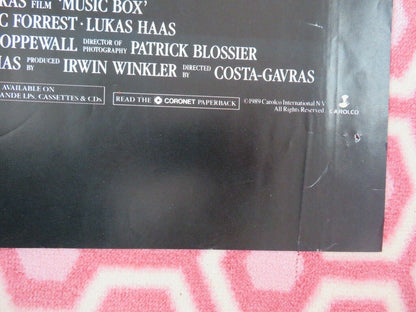 RAS FILM 'MUSIC BOX'
C FORREST · LUKAS HAAS
OPPEWALL DIRECTOR OF PHOTOGRAPHY PATRICK BLOSSIER
AS PRODUCED BY IRWIN WINKLER DIRECTED BY COSTA-GAVRAS
AVAILABLE ON
ANDE LPS, CASSETTES & CDs
READ THE CORONET PAPERBACK
©1989 Carolco International N.V.
All Rights Reserved
CAROLCO